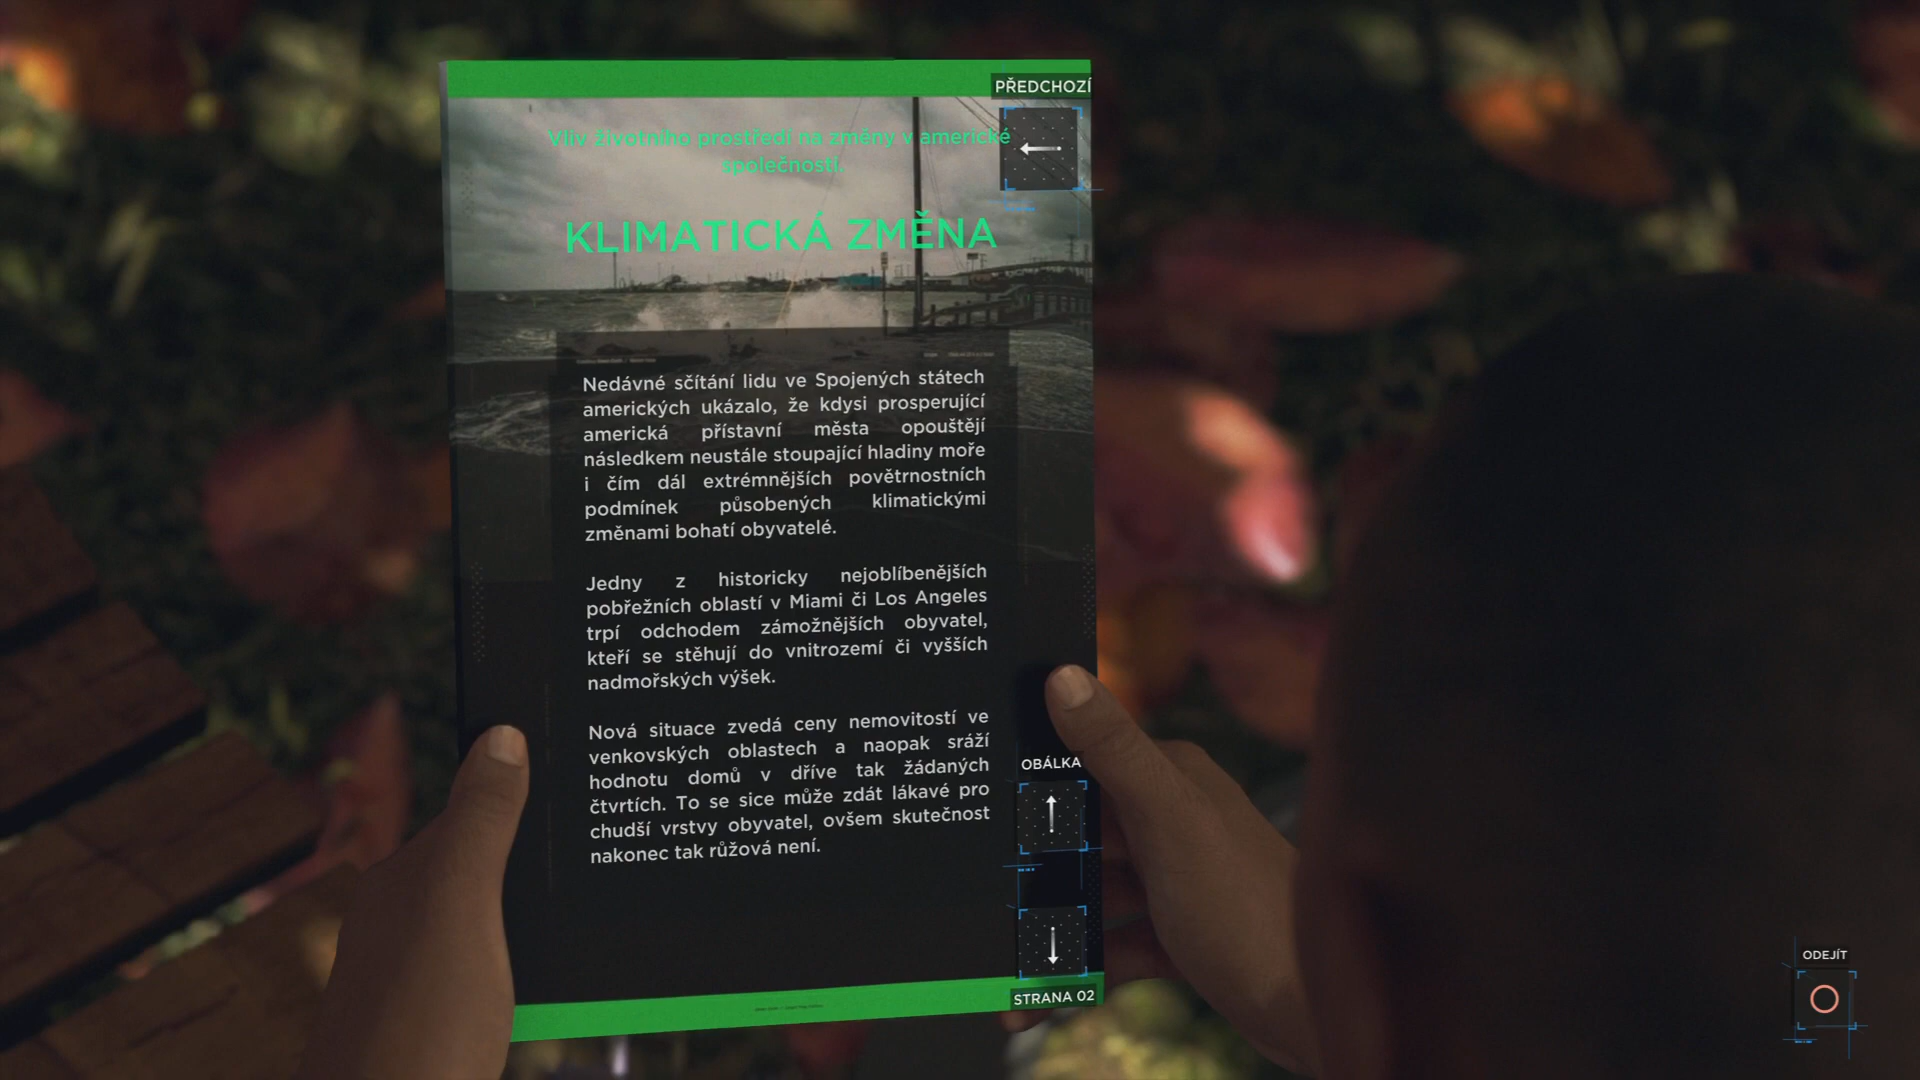 PŘEDCHOZÍ
Vliv životního prostředí na změny v americké
společnosti.
KLIMATICKÁ ZMĚNA
Nedávné sčítání lidu ve Spojených státech
amerických ukázalo, že kdysi prosperující
americká přístavní města opouštějí
následkem neustále stoupající hladiny moře
i čím dál extrémnějších povětrnostních
podmínek působených klimatickými
změnami bohatí obyvatelé.
Jedny z historicky nejoblíbenějších
pobřežních oblastí v Miami či Los Angeles
trpí odchodem zámožnějších obyvatel,
kteří se stěhují do vnitrozemí či vyšších
nadmořských výšek.
Nová situace zvedá ceny nemovitostí ve
venkovských oblastech a naopak sráží
hodnotu domů v dříve tak žádaných
čtvrtích. To se sice může zdát lákavé pro
chudší vrstvy obyvatel, ovšem skutečnost
nakonec tak růžová není.
OBÁLKA
STRANA 02
ODEJÍT